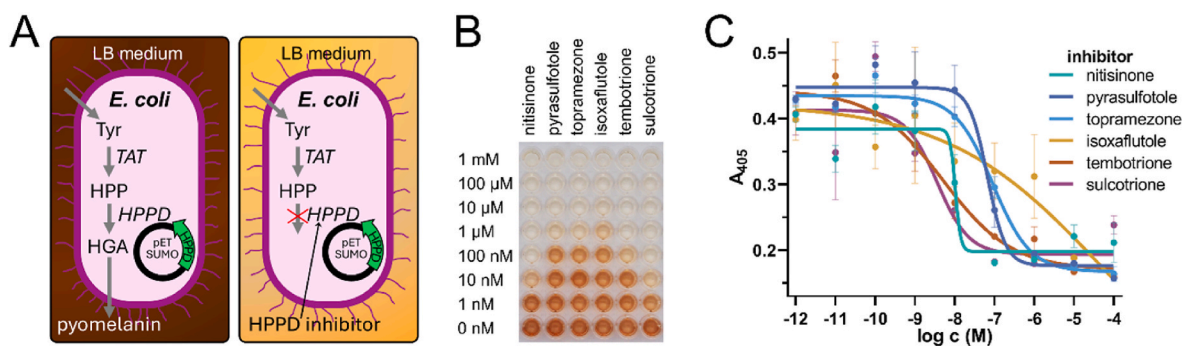 A
LB medium
E. coli
Tyr
TAT
HPP
HPPD
HGA
pET
SUMO
HPPD
pyomelanin
LB medium
E. coli
Tyr
TAT
HPP
HPPD
pET
SUMO
HPPD
HPPD inhibitor
B
nitisinone
pyrasulfotole
topramezone
isoxaflutole
tembotrione
sulcotrione
1 mM
100 µM
10 µM
1 µM
100 nM
10 nM
1 nM
0 nM
C
0.5
0.4
0.3
0.2
A405
-12 -11 -10 -9 -8 -7 -6 -5 -4
log c (M)
inhibitor
nitisinone
pyrasulfotole
topramezone
isoxaflutole
tembotrione
sulcotrione